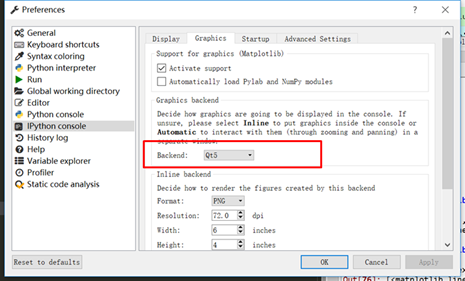 Preferences
General
Keyboard shortcuts
Syntax coloring
Python interpreter
Run
Global working directory
Editor
Python console
IPython console
History log
Help
Variable explorer
Profiler
Static code analysis
Display
Graphics
Startup
Advanced Settings
Support for graphics (Matplotlib)
Activate support
Automatically load Pylab and NumPy modules
Graphics backend
Decide how graphics are going to be displayed in the console. If
unsure, please select Inline to put graphics inside the console or
Automatic to interact with them (through zooming and panning) in a
separate window.
Backend: Qt5
Inline backend
Decide how to render the figures created by this backend
Format: PNG
Resolution: 72.0 dpi
Width: 6 inches
Height: 4 inches
Reset to defaults
OK
Cancel
Apply
Out[76]: [<matplotlib.line